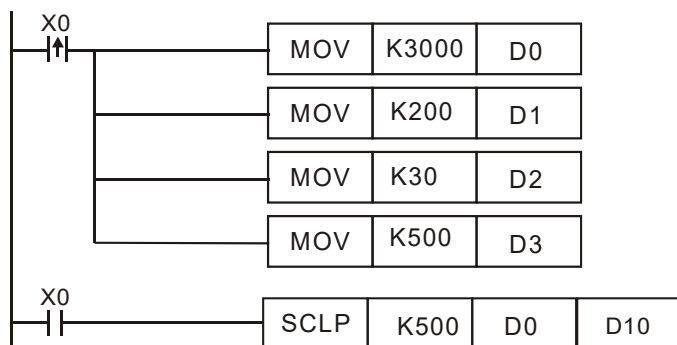 X0
MOV K3000 D0
MOV K200 D1
MOV K30 D2
MOV K500 D3
X0
SCLP K500 D0 D10